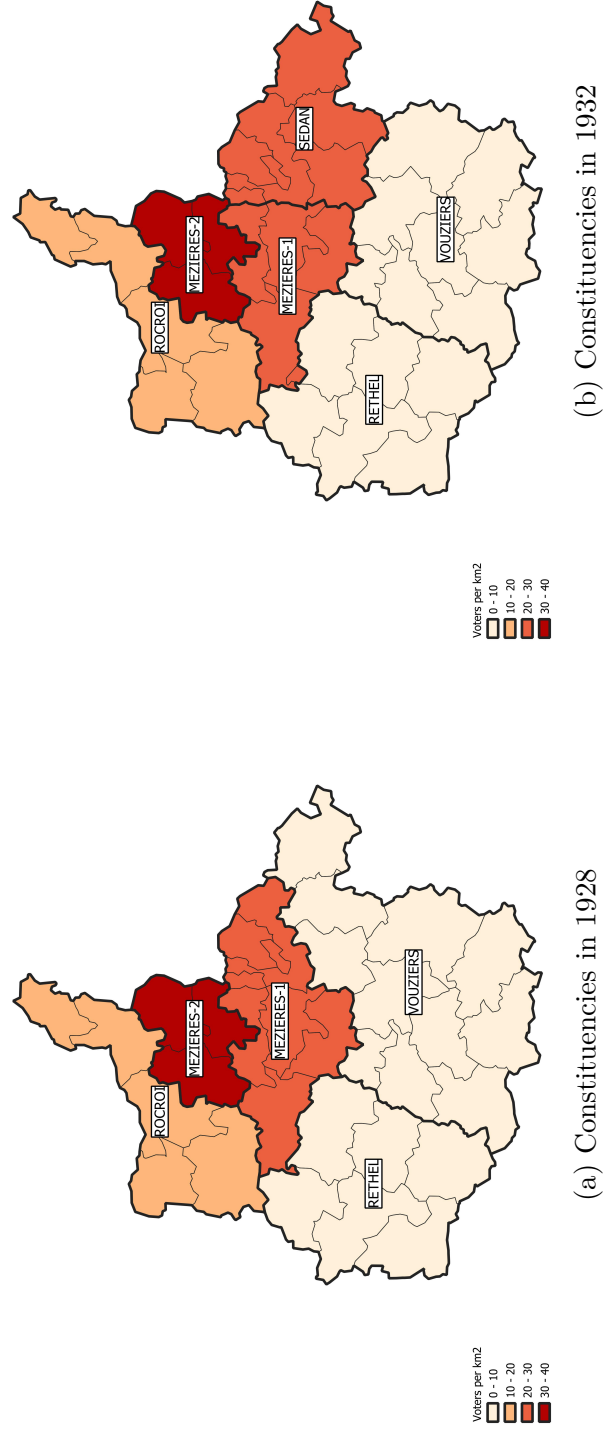 ROCROI
MEZIERES-2
MEZIERES-1
RETHEL
VOUZIERS
Voters per km2
0 - 10
10 - 20
20 - 30
30 - 40
(a) Constituencies in 1928
ROCROI
MEZIERES-2
SEDAN
MEZIERES-1
RETHEL
VOUZIERS
Voters per km2
0 - 10
10 - 20
20 - 30
30 - 40
(b) Constituencies in 1932